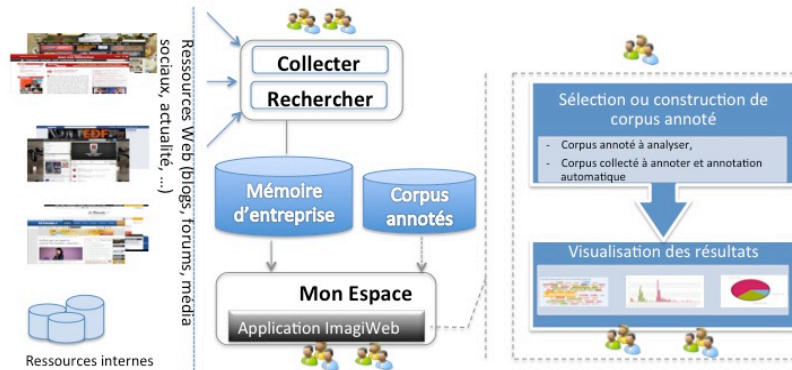 Ressources Web (blogs, forums, média
sociaux, actualité, ...)
EDF
Ressources internes
Collecter
Rechercher
Mémoire
d'entreprise
Corpus
annotés
Mon Espace
Application ImagiWeb
Sélection ou construction de
corpus annoté
- Corpus annoté à analyser,
- Corpus collecté à annoter et annotation
automatique
Visualisation des résultats